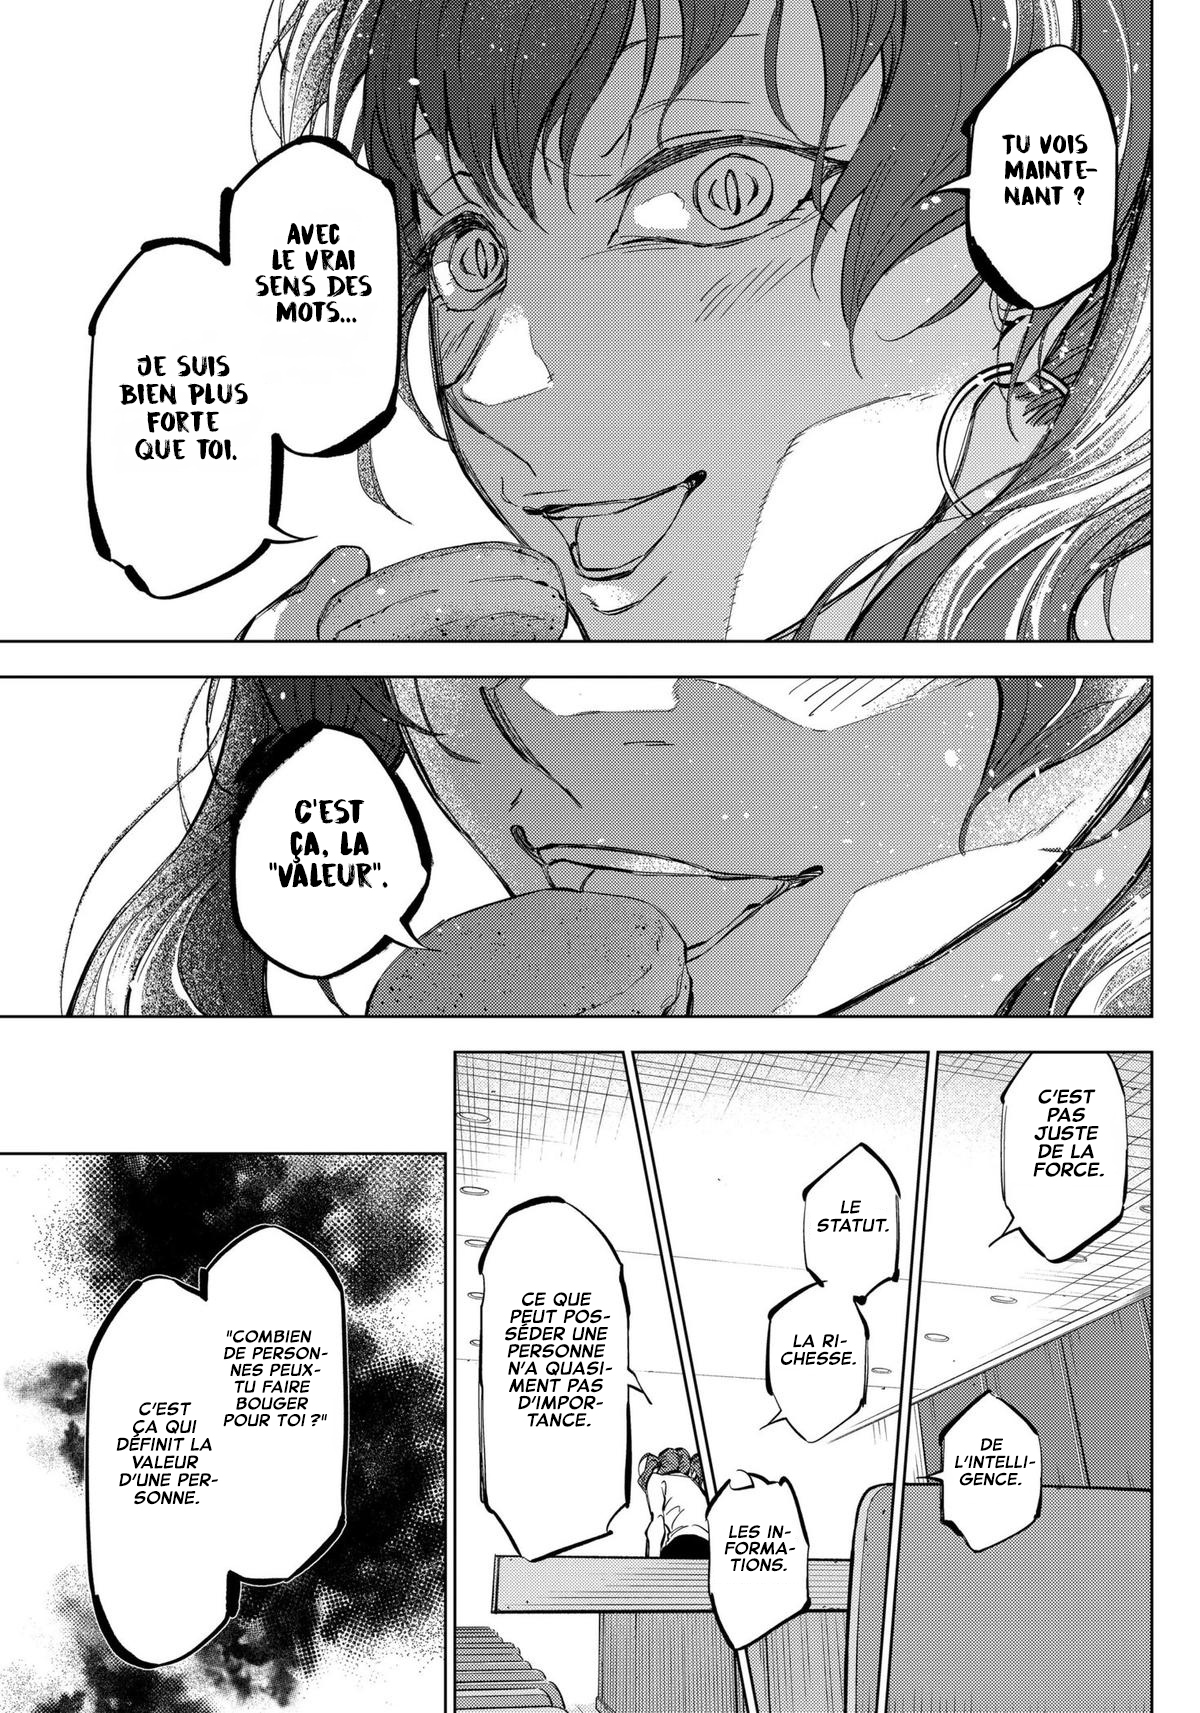 TU VOIS
MAINTE-
NANT ?
AVEC
LE VRAI
SENS DES
MOTS...
JE SUIS
BIEN PLUS
FORTE
QUE TOI.
C'EST
ÇA, LA
"VALEUR".
C'EST
PAS
JUSTE
DE LA
FORCE.
DE
L'INTELLI-
GENCE.
LE
STATUT.
LA RI-
CHESSE.
LES IN-
FORMA-
TIONS.
CE QUE
PEUT POS-
SÉDER UNE
PERSONNE
N'A QUASI-
MENT PAS
D'IMPOR-
TANCE.
"COMBIEN
DE PERSON-
NES PEUX-
TU FAIRE
BOUGER
POUR TOI ?"
C'EST
ÇA QUI
DÉFINIT LA
VALEUR
D'UNE PER-
SONNE.